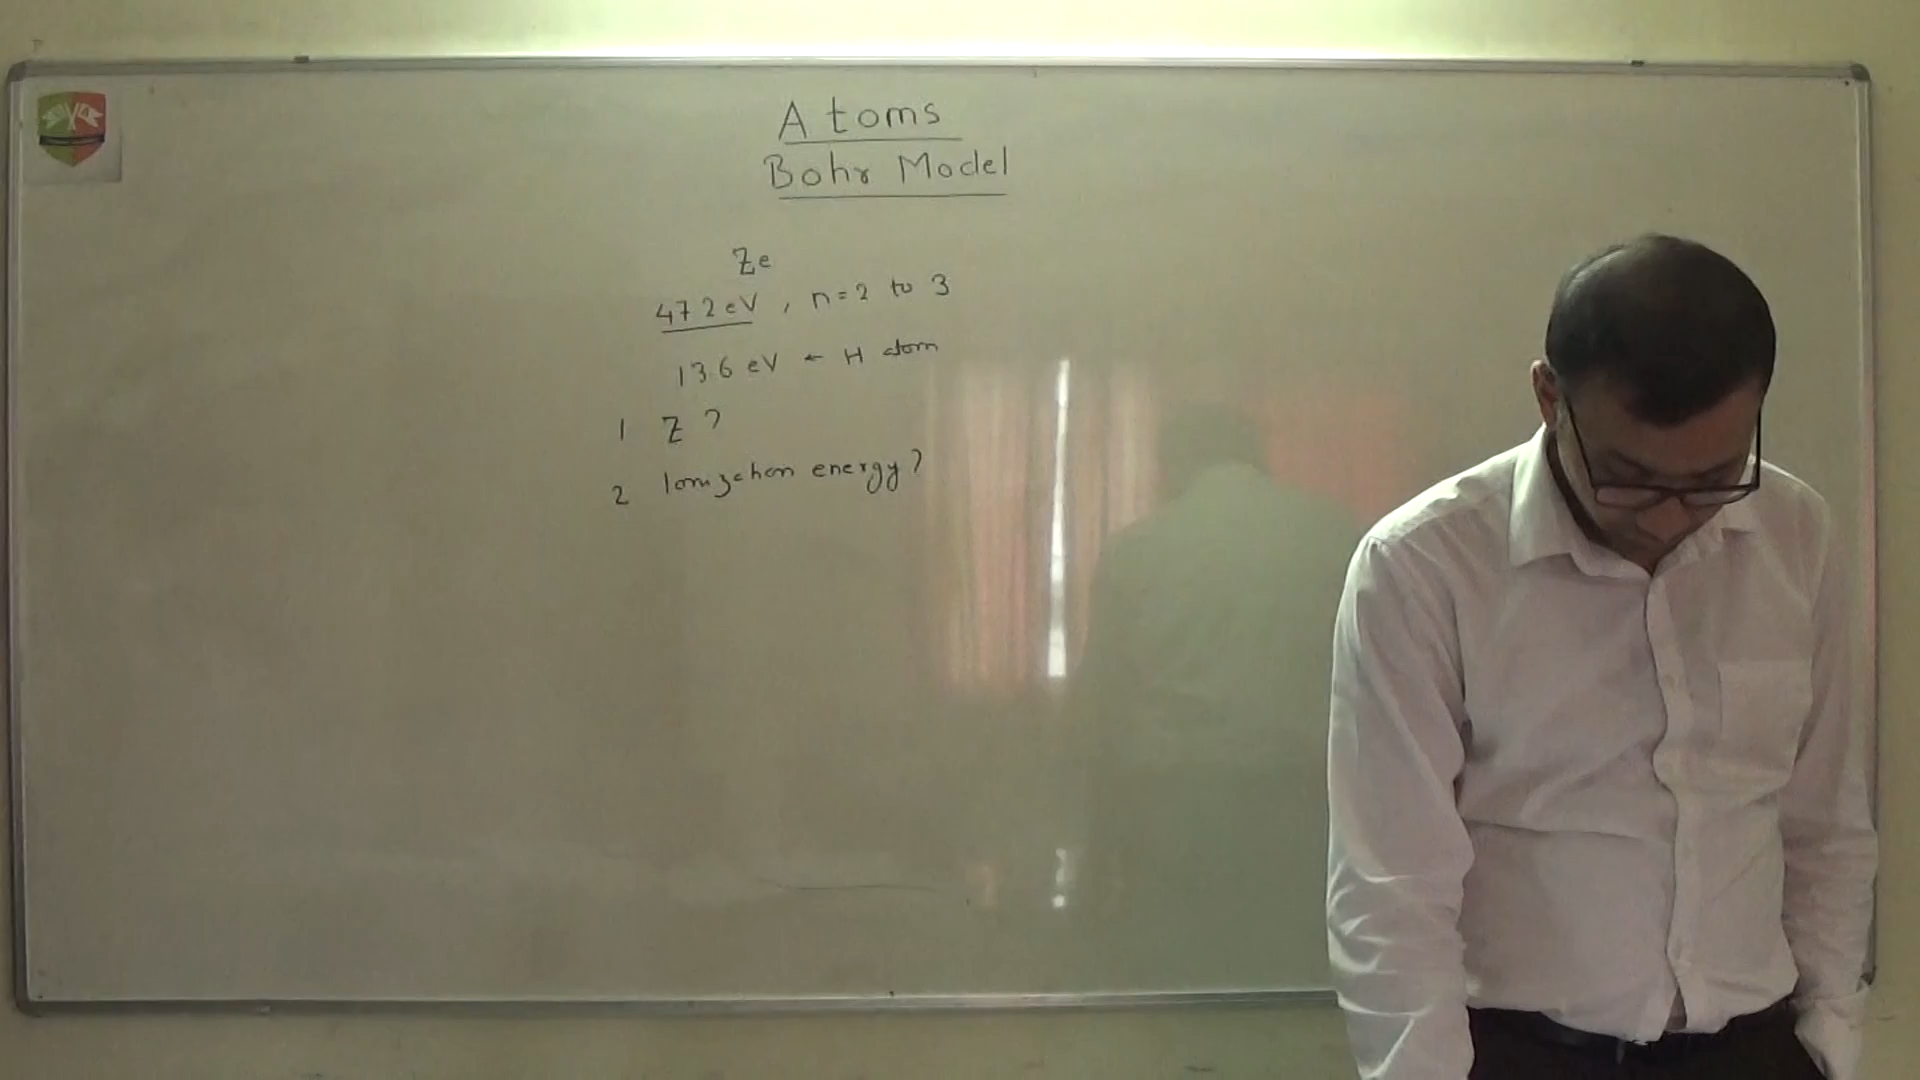 Atoms
Bohr Model
Ze
47 2 eV, n=2 to 3
13 6 eV ← H atom
1 Z ?
2 Ionization energy?